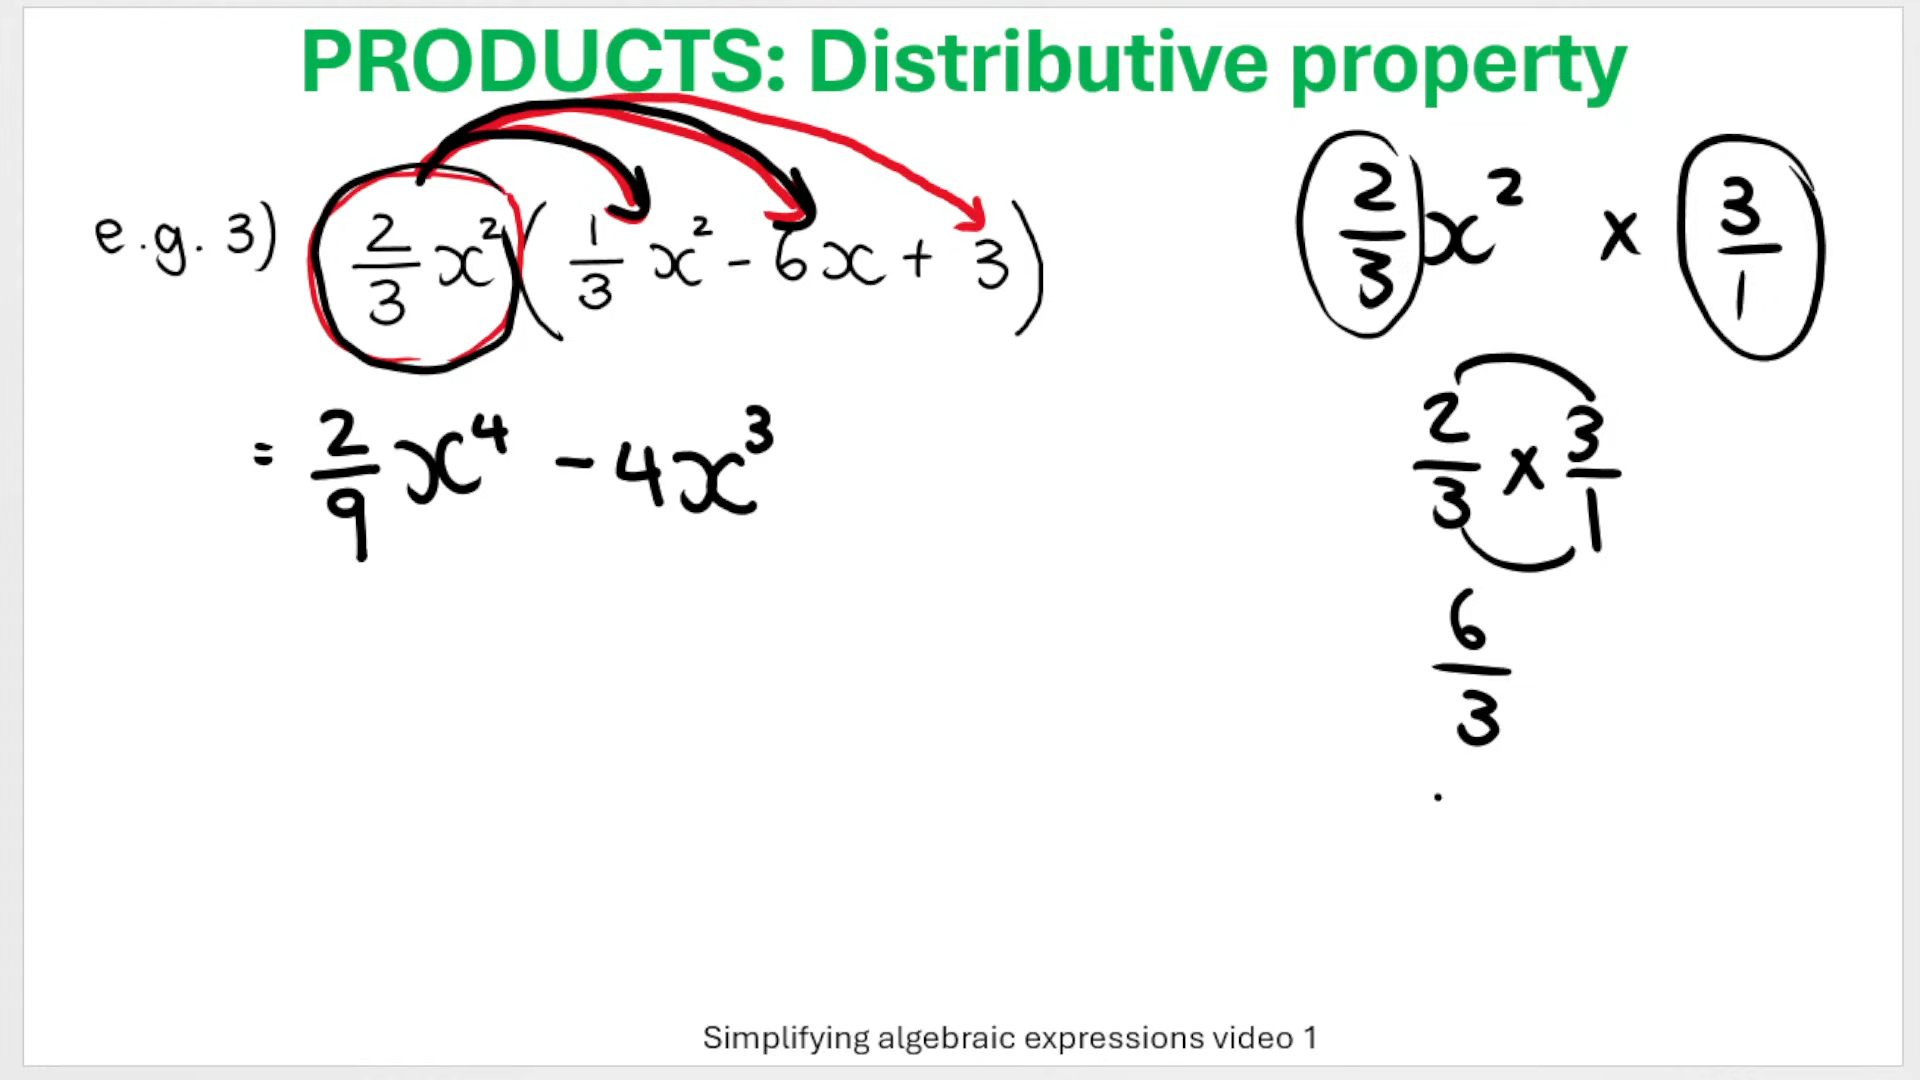 PRODUCTS: Distributive property
e.g. 3) 2/3 x² (1/3 x² - 6x + 3)
= 2/9 x⁴ - 4x³
2/3 x² × 3/1
2/3 × 3/1
6/3
Simplifying algebraic expressions video 1